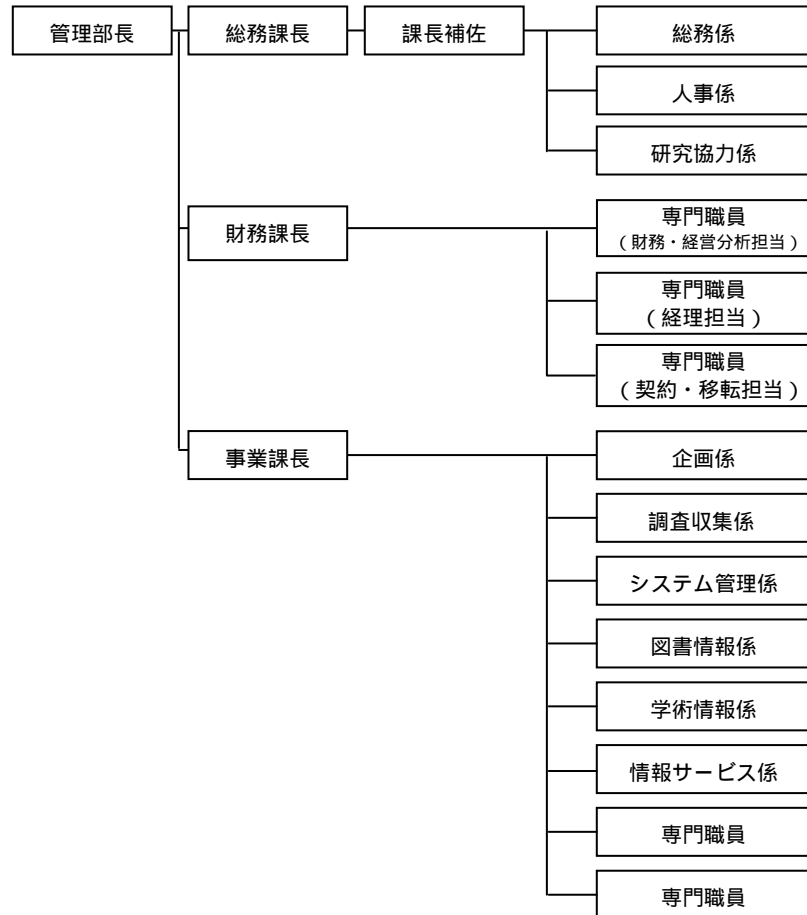 管理部長
総務課長
課長補佐
総務係
人事係
研究協力係
財務課長
専門職員
（財務・経営分析担当）
専門職員
（経理担当）
専門職員
（契約・移転担当）
事業課長
企画係
調査収集係
システム管理係
図書情報係
学術情報係
情報サービス係
専門職員
専門職員